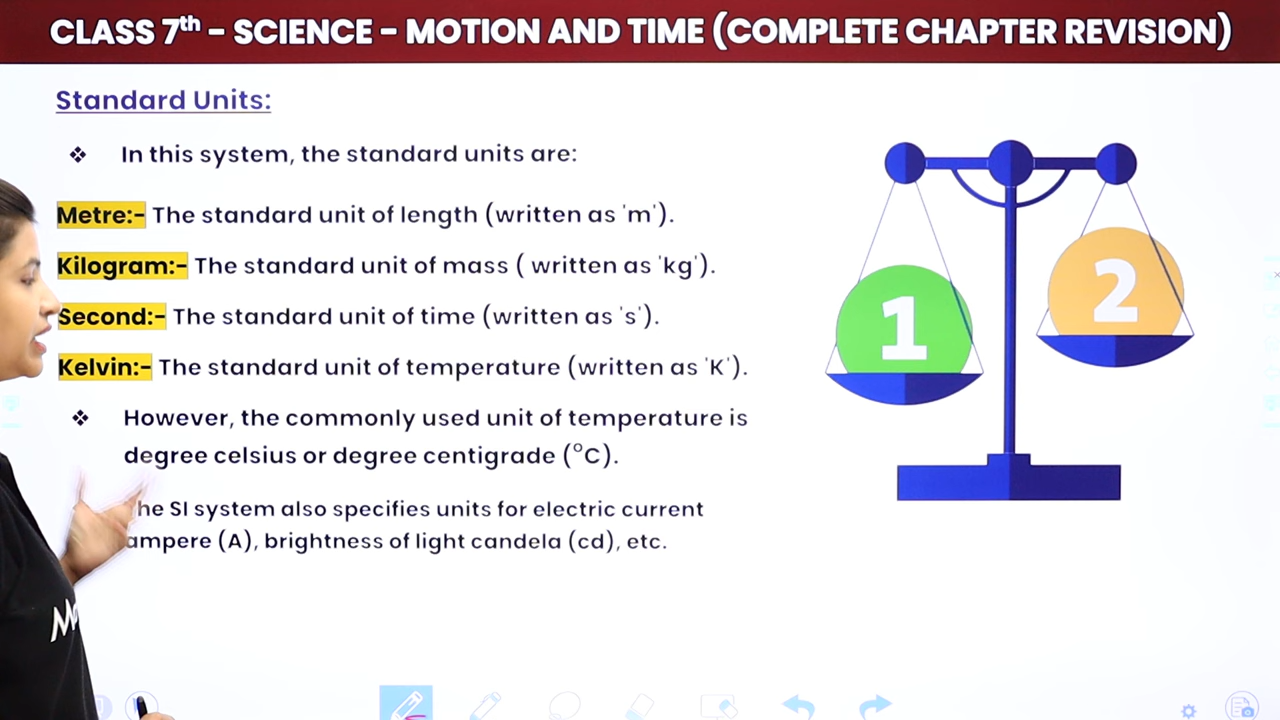 CLASS 7th – SCIENCE – MOTION AND TIME (COMPLETE CHAPTER REVISION)
Standard Units:
❖ In this system, the standard units are:
Metre:- The standard unit of length (written as 'm').
Kilogram:- The standard unit of mass ( written as 'kg').
Second:- The standard unit of time (written as 's').
Kelvin:- The standard unit of temperature (written as 'K').
❖ However, the commonly used unit of temperature is
degree celsius or degree centigrade (°C).
SI system also specifies units for electric current
ampere (A), brightness of light candela (cd), etc.
1
2